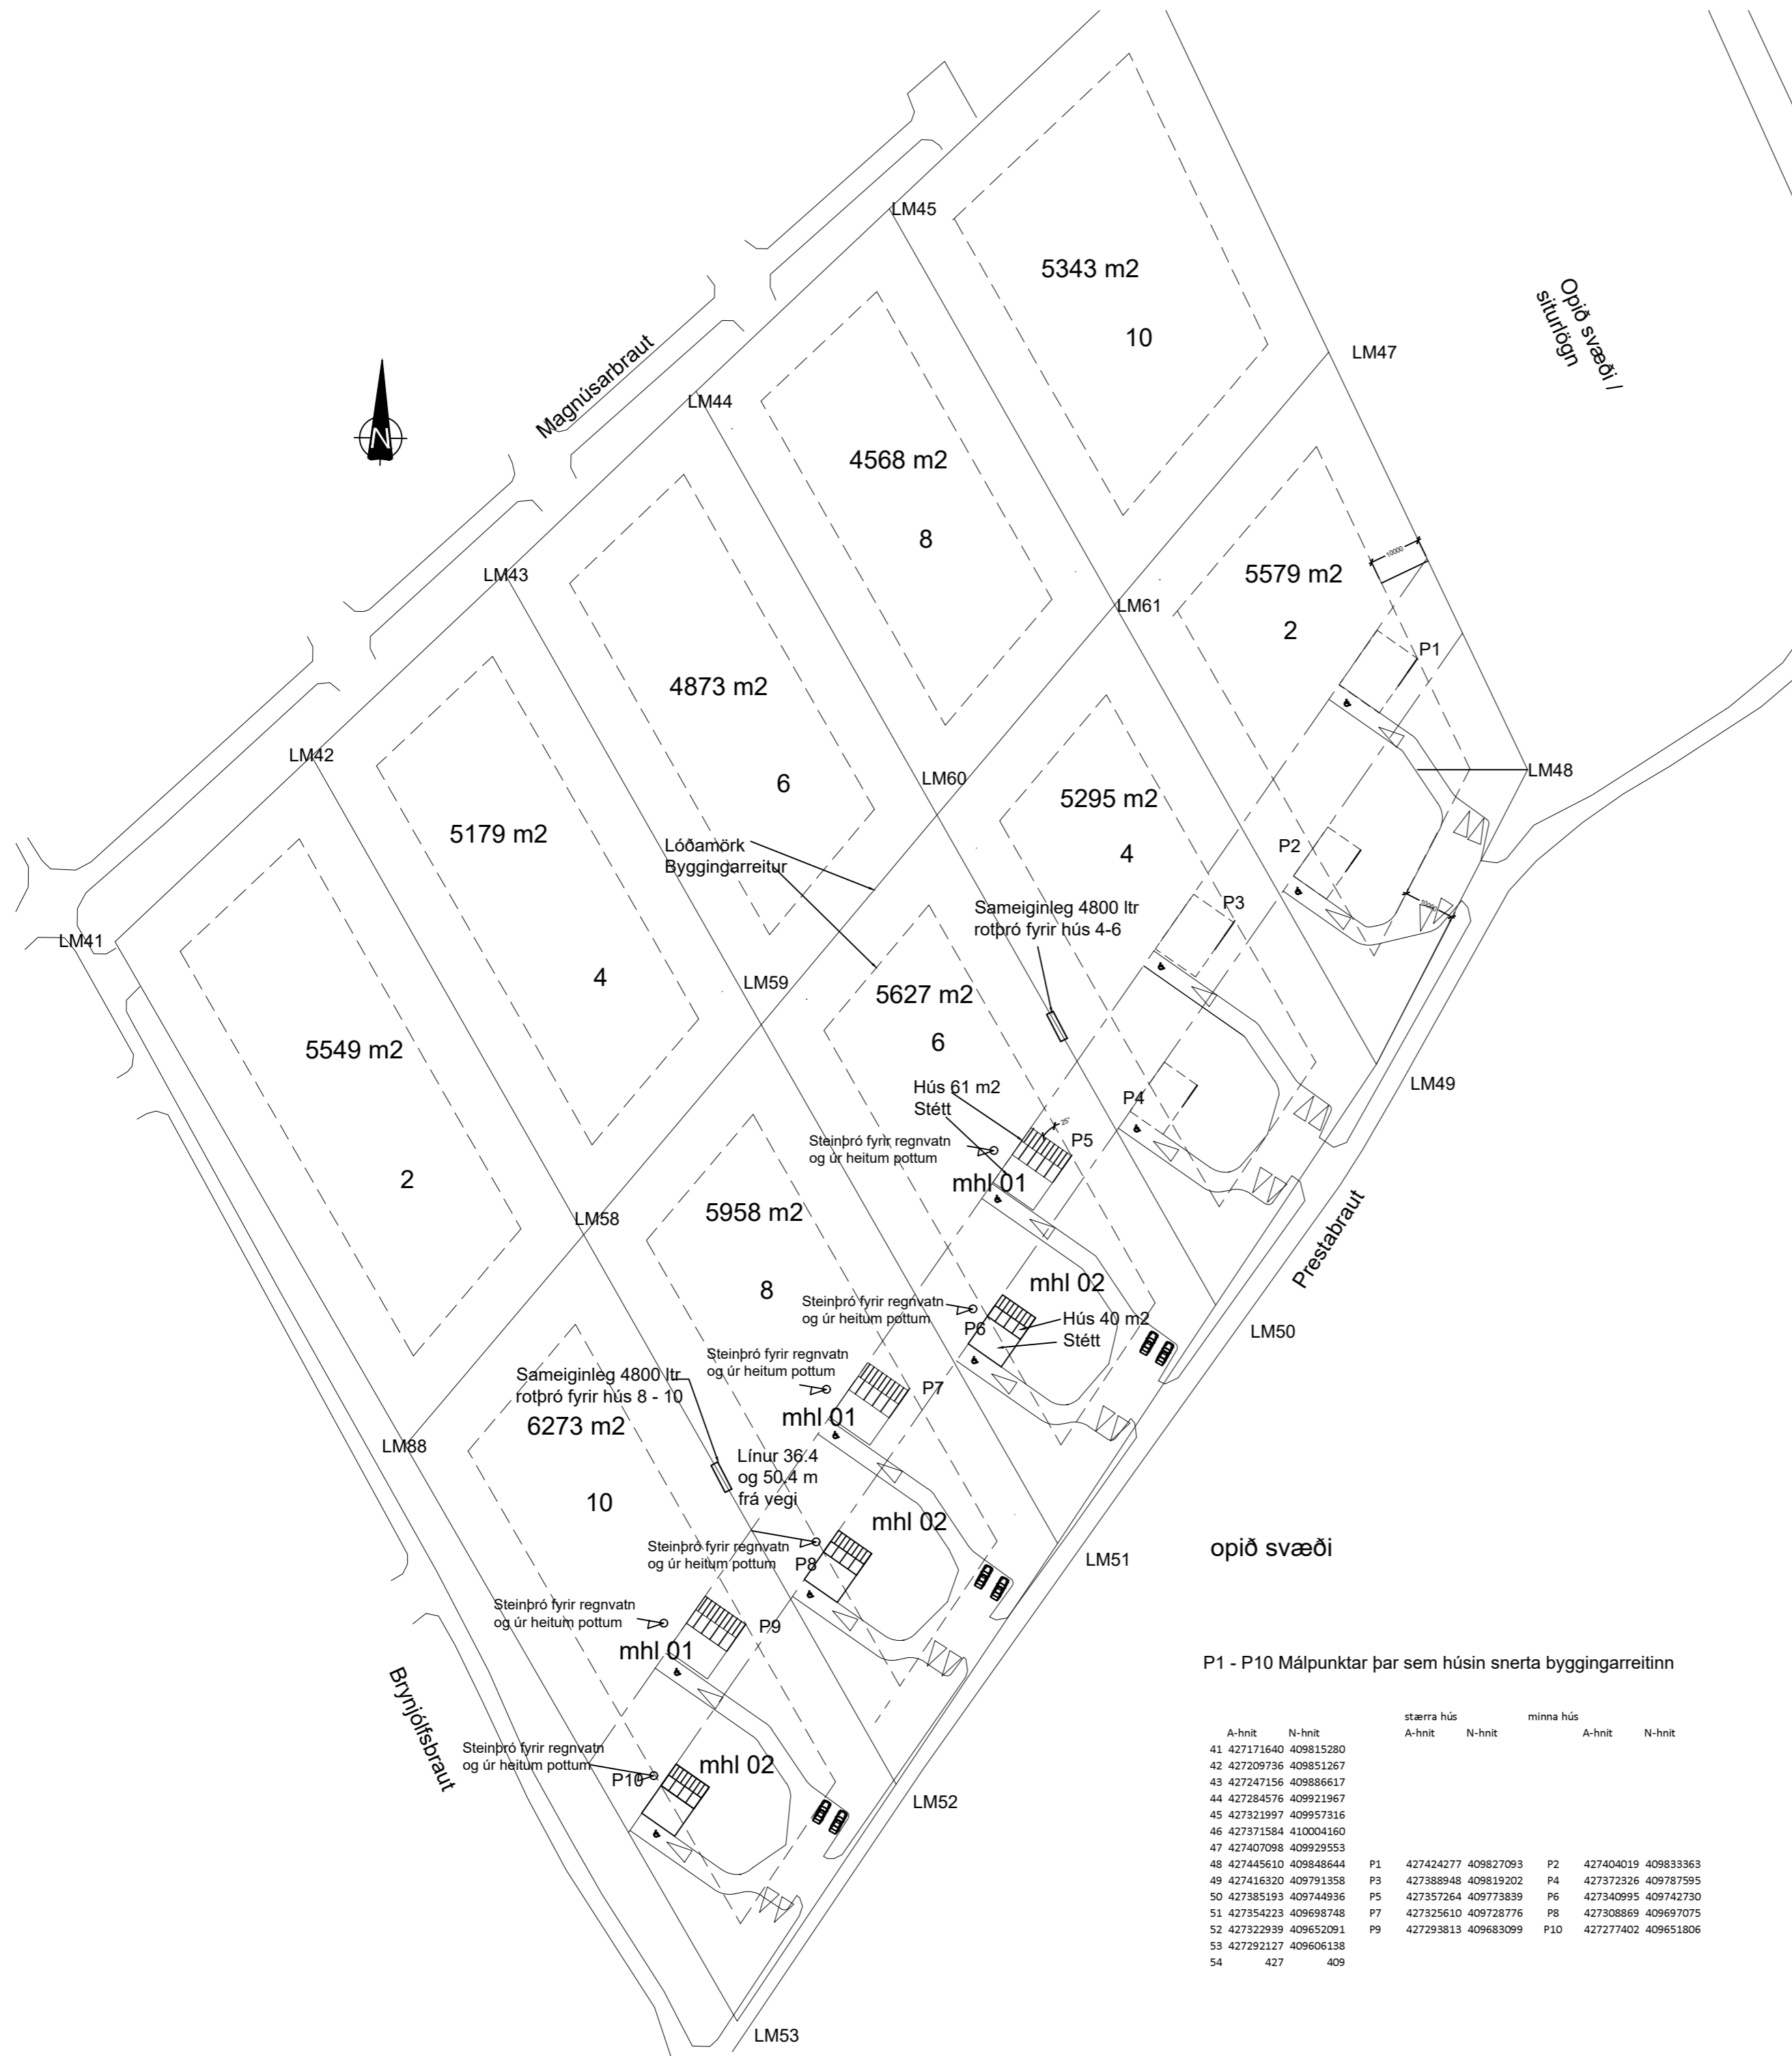 LM45
5343 m2
10
Opið svæði /
siturlögn
LM47
Magnúsarbraut
LM44
N
4568 m2
8
10000
LM43
5579 m2
2
LM61
P1
4873 m2
6
LM42
LM60
LM48
5295 m2
4
5179 m2
4
Lóðamörk
Byggingarreitur
P2
10000
Sameiginleg 4800 ltr
rotþró fyrir hús 4-6
P3
LM41
LM59
5627 m2
6
5549 m2
2
Hús 61 m2
Stétt
P4
LM49
25°
Steinþró fyrir regnvatn
og úr heitum pottum
P5
mhl 01
LM58
5958 m2
8
Prestabraut
mhl 02
Steinþró fyrir regnvatn
og úr heitum pottum
P6
Hús 40 m2
Stétt
LM50
Steinþró fyrir regnvatn
og úr heitum pottum
Sameiginleg 4800 ltr
rotþró fyrir hús 8 - 10
P7
mhl 01
6273 m2
10
LM88
Línur 36.4
og 50.4 m
frá vegi
mhl 02
Steinþró fyrir regnvatn
og úr heitum pottum
P8
LM51
opið svæði
Steinþró fyrir regnvatn
og úr heitum pottum
P9
mhl 01
Brynjólfsbraut
Steinþró fyrir regnvatn
og úr heitum pottum
P10
mhl 02
LM52
LM53
P1 - P10 Málpunktar þar sem húsin snerta byggingarreitinn
stærra hús minna hús
A-hnit N-hnit A-hnit N-hnit A-hnit N-hnit
41 427171640 409815280
42 427209736 409851267
43 427247156 409886617
44 427284576 409921967
45 427321997 409957316
46 427371584 410004160
47 427407098 409929553
48 427445610 409848644 P1 427424277 409827093 P2 427404019 409833363
49 427416320 409791358 P3 427388948 409819202 P4 427372326 409787595
50 427385193 409744936 P5 427357264 409773839 P6 427340995 409742730
51 427354223 409698748 P7 427325610 409728776 P8 427308869 409697075
52 427322939 409652091 P9 427293813 409683099 P10 427277402 409651806
53 427292127 409606138
54 427 409